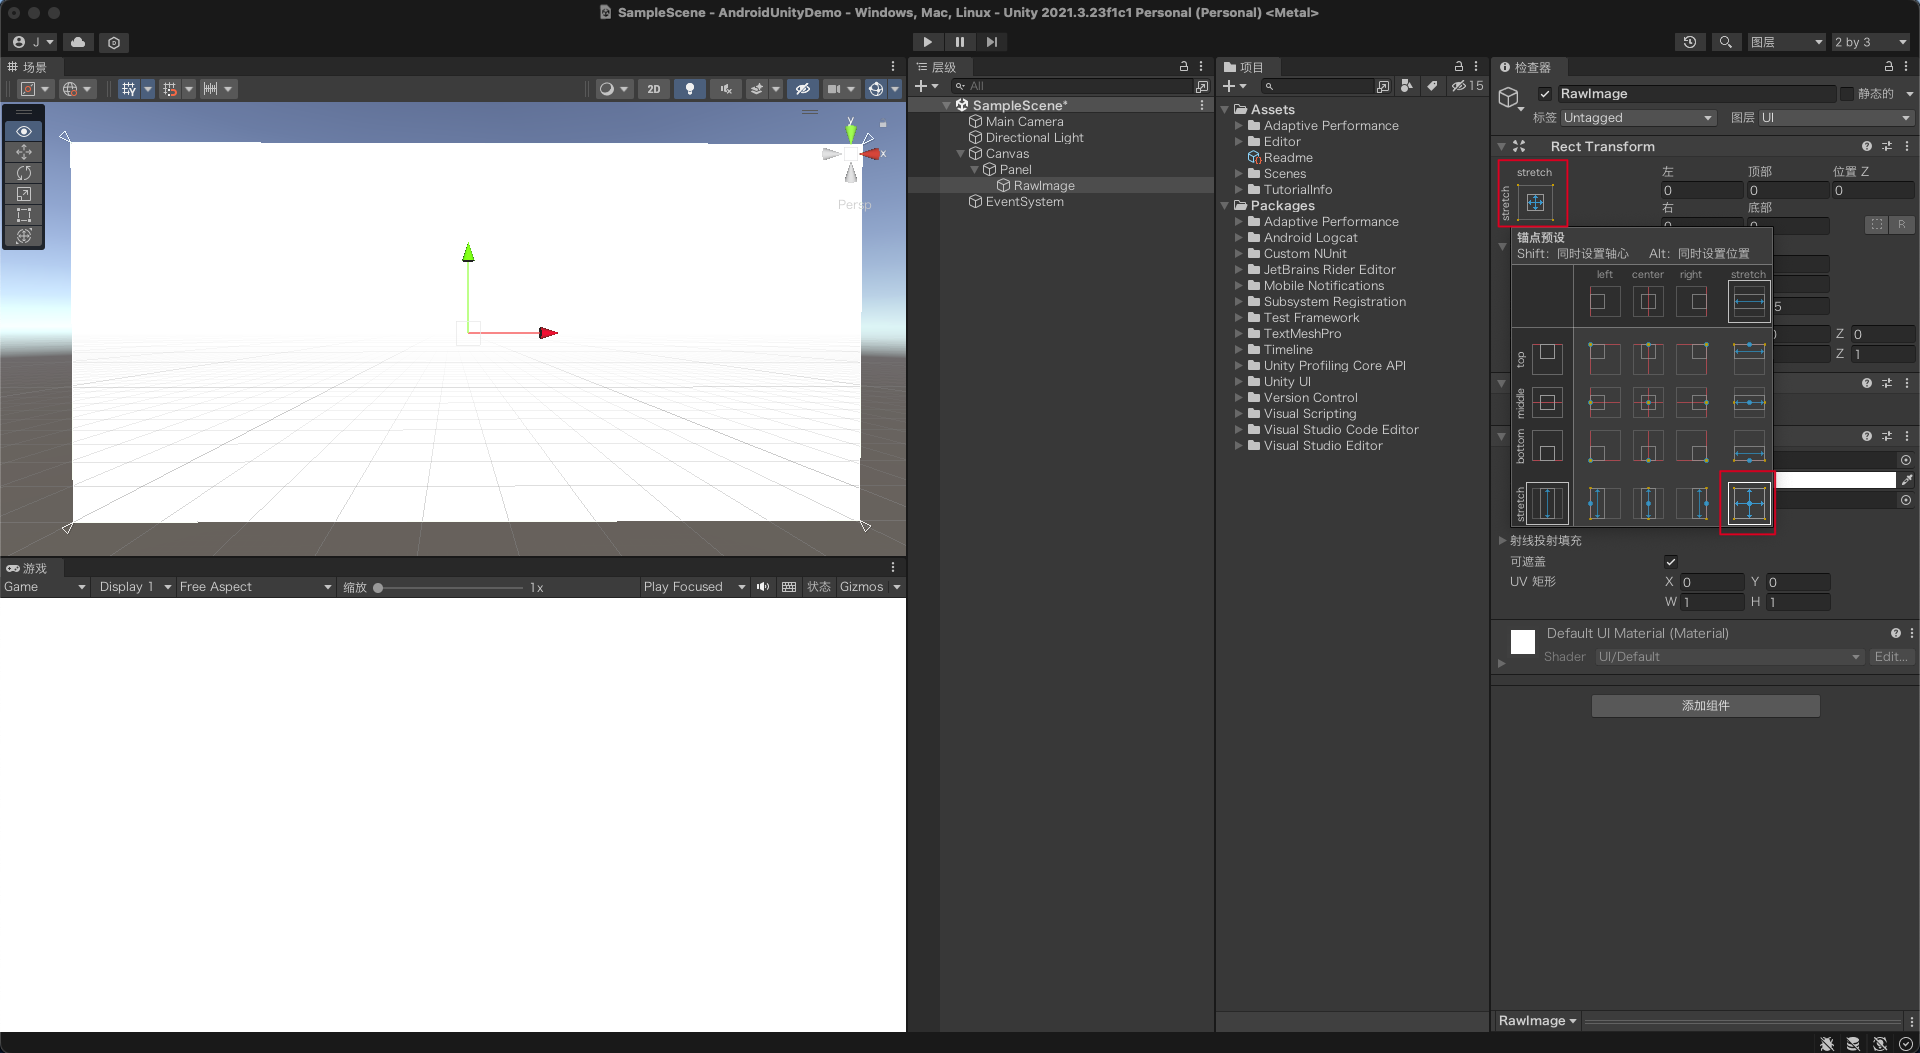 SampleScene - AndroidUnityDemo - Windows, Mac, Linux - Unity 2021.3.23f1c1 Personal (Personal) <Metal>
J
图层
2 by 3
场景
2D
y
x
Persp
游戏
Game
Display 1
Free Aspect
缩放
1x
Play Focused
状态
Gizmos
层级
All
SampleScene*
Main Camera
Directional Light
Canvas
Panel
RawImage
EventSystem
项目
15
Assets
Adaptive Performance
Editor
Readme
Scenes
TutorialInfo
Packages
Adaptive Performance
Android Logcat
Custom NUnit
JetBrains Rider Editor
Mobile Notifications
Subsystem Registration
Test Framework
TextMeshPro
Timeline
Unity Profiling Core API
Unity UI
Version Control
Visual Scripting
Visual Studio Code Editor
Visual Studio Editor
检查器
RawImage
静态的
标签 Untagged
图层 UI
Rect Transform
stretch
stretch
左 顶部 位置 Z
0 0 0
右 底部
R
锚点预设
Shift: 同时设置轴心 Alt: 同时设置位置
left center right stretch
top
middle
bottom
stretch
5
Z 0
Z 1
射线投射填充
可遮盖
UV 矩形 X 0 Y 0
W 1 H 1
Default UI Material (Material)
Shader UI/Default Edit...
添加组件
RawImage